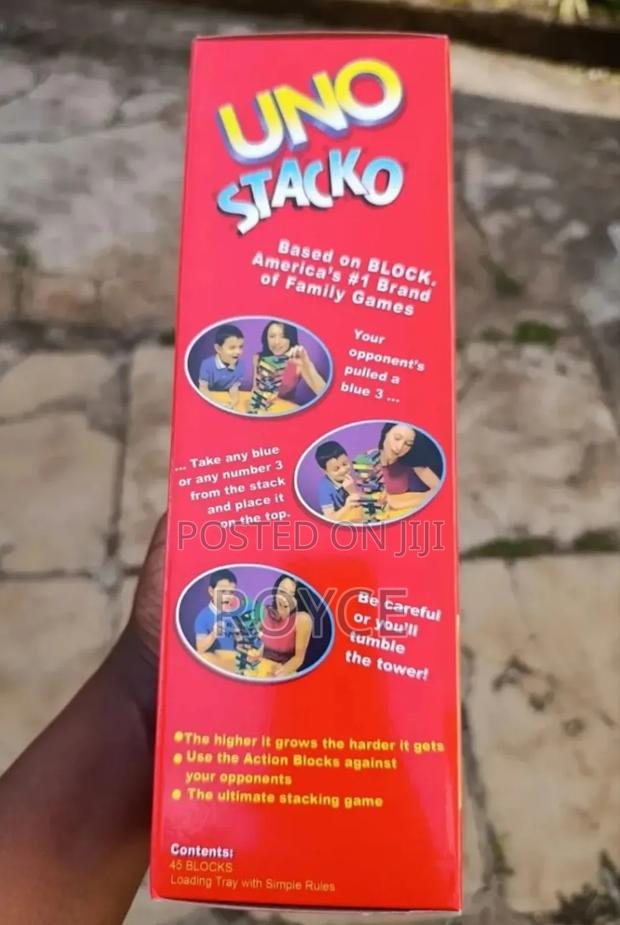 UNO
STACKO
Based on BLOCK.
America's #1 Brand
of Family Games
Your
opponent's
pulled a
blue 3 ...
... Take any blue
or any number 3
from the stack
and place it
on the top.
POSTED ON JIJI
ROYCE
Be careful
or you'll
tumble
the tower!
The higher it grows the harder it gets
Use the Action Blocks against
your opponents
The ultimate stacking game
Contents:
45 BLOCKS
Loading Tray with Simple Rules